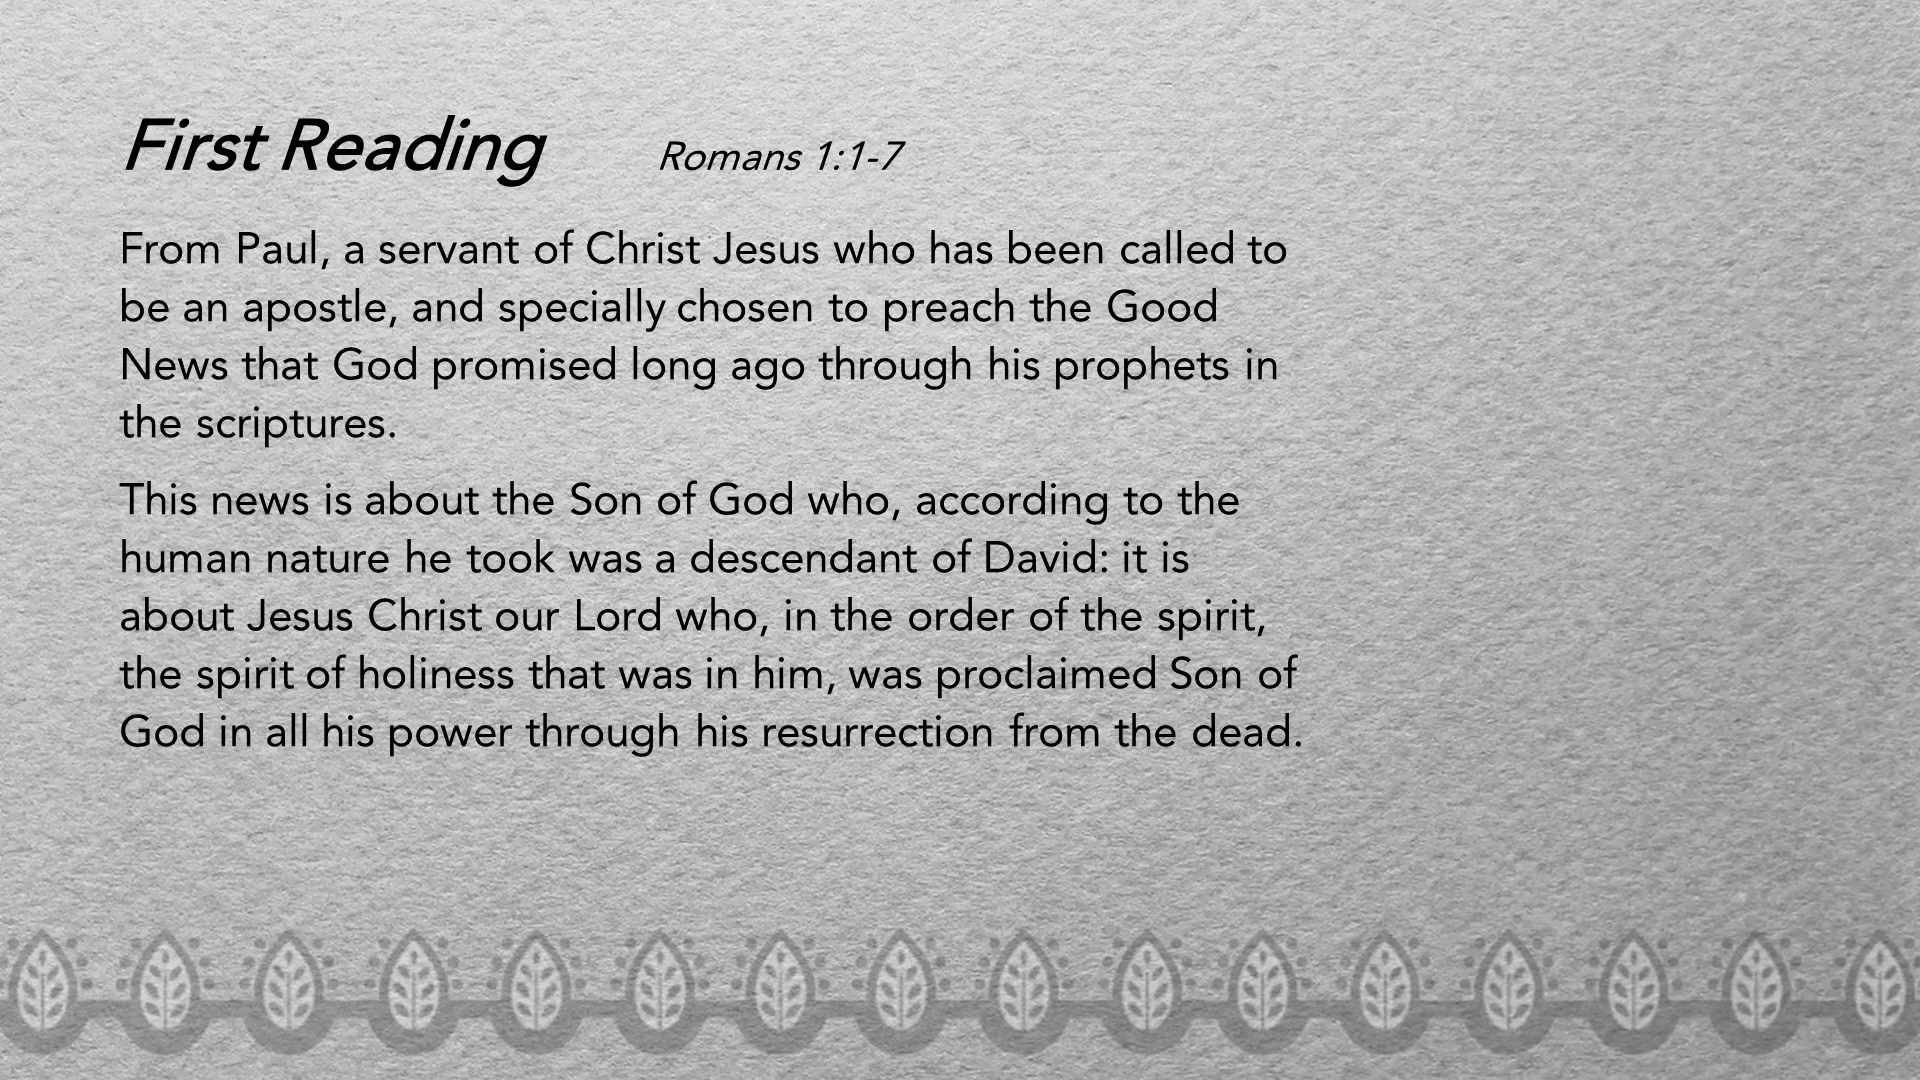 First Reading Romans 1:1-7
From Paul, a servant of Christ Jesus who has been called to
be an apostle, and specially chosen to preach the Good
News that God promised long ago through his prophets in
the scriptures.
This news is about the Son of God who, according to the
human nature he took was a descendant of David: it is
about Jesus Christ our Lord who, in the order of the spirit,
the spirit of holiness that was in him, was proclaimed Son of
God in all his power through his resurrection from the dead.